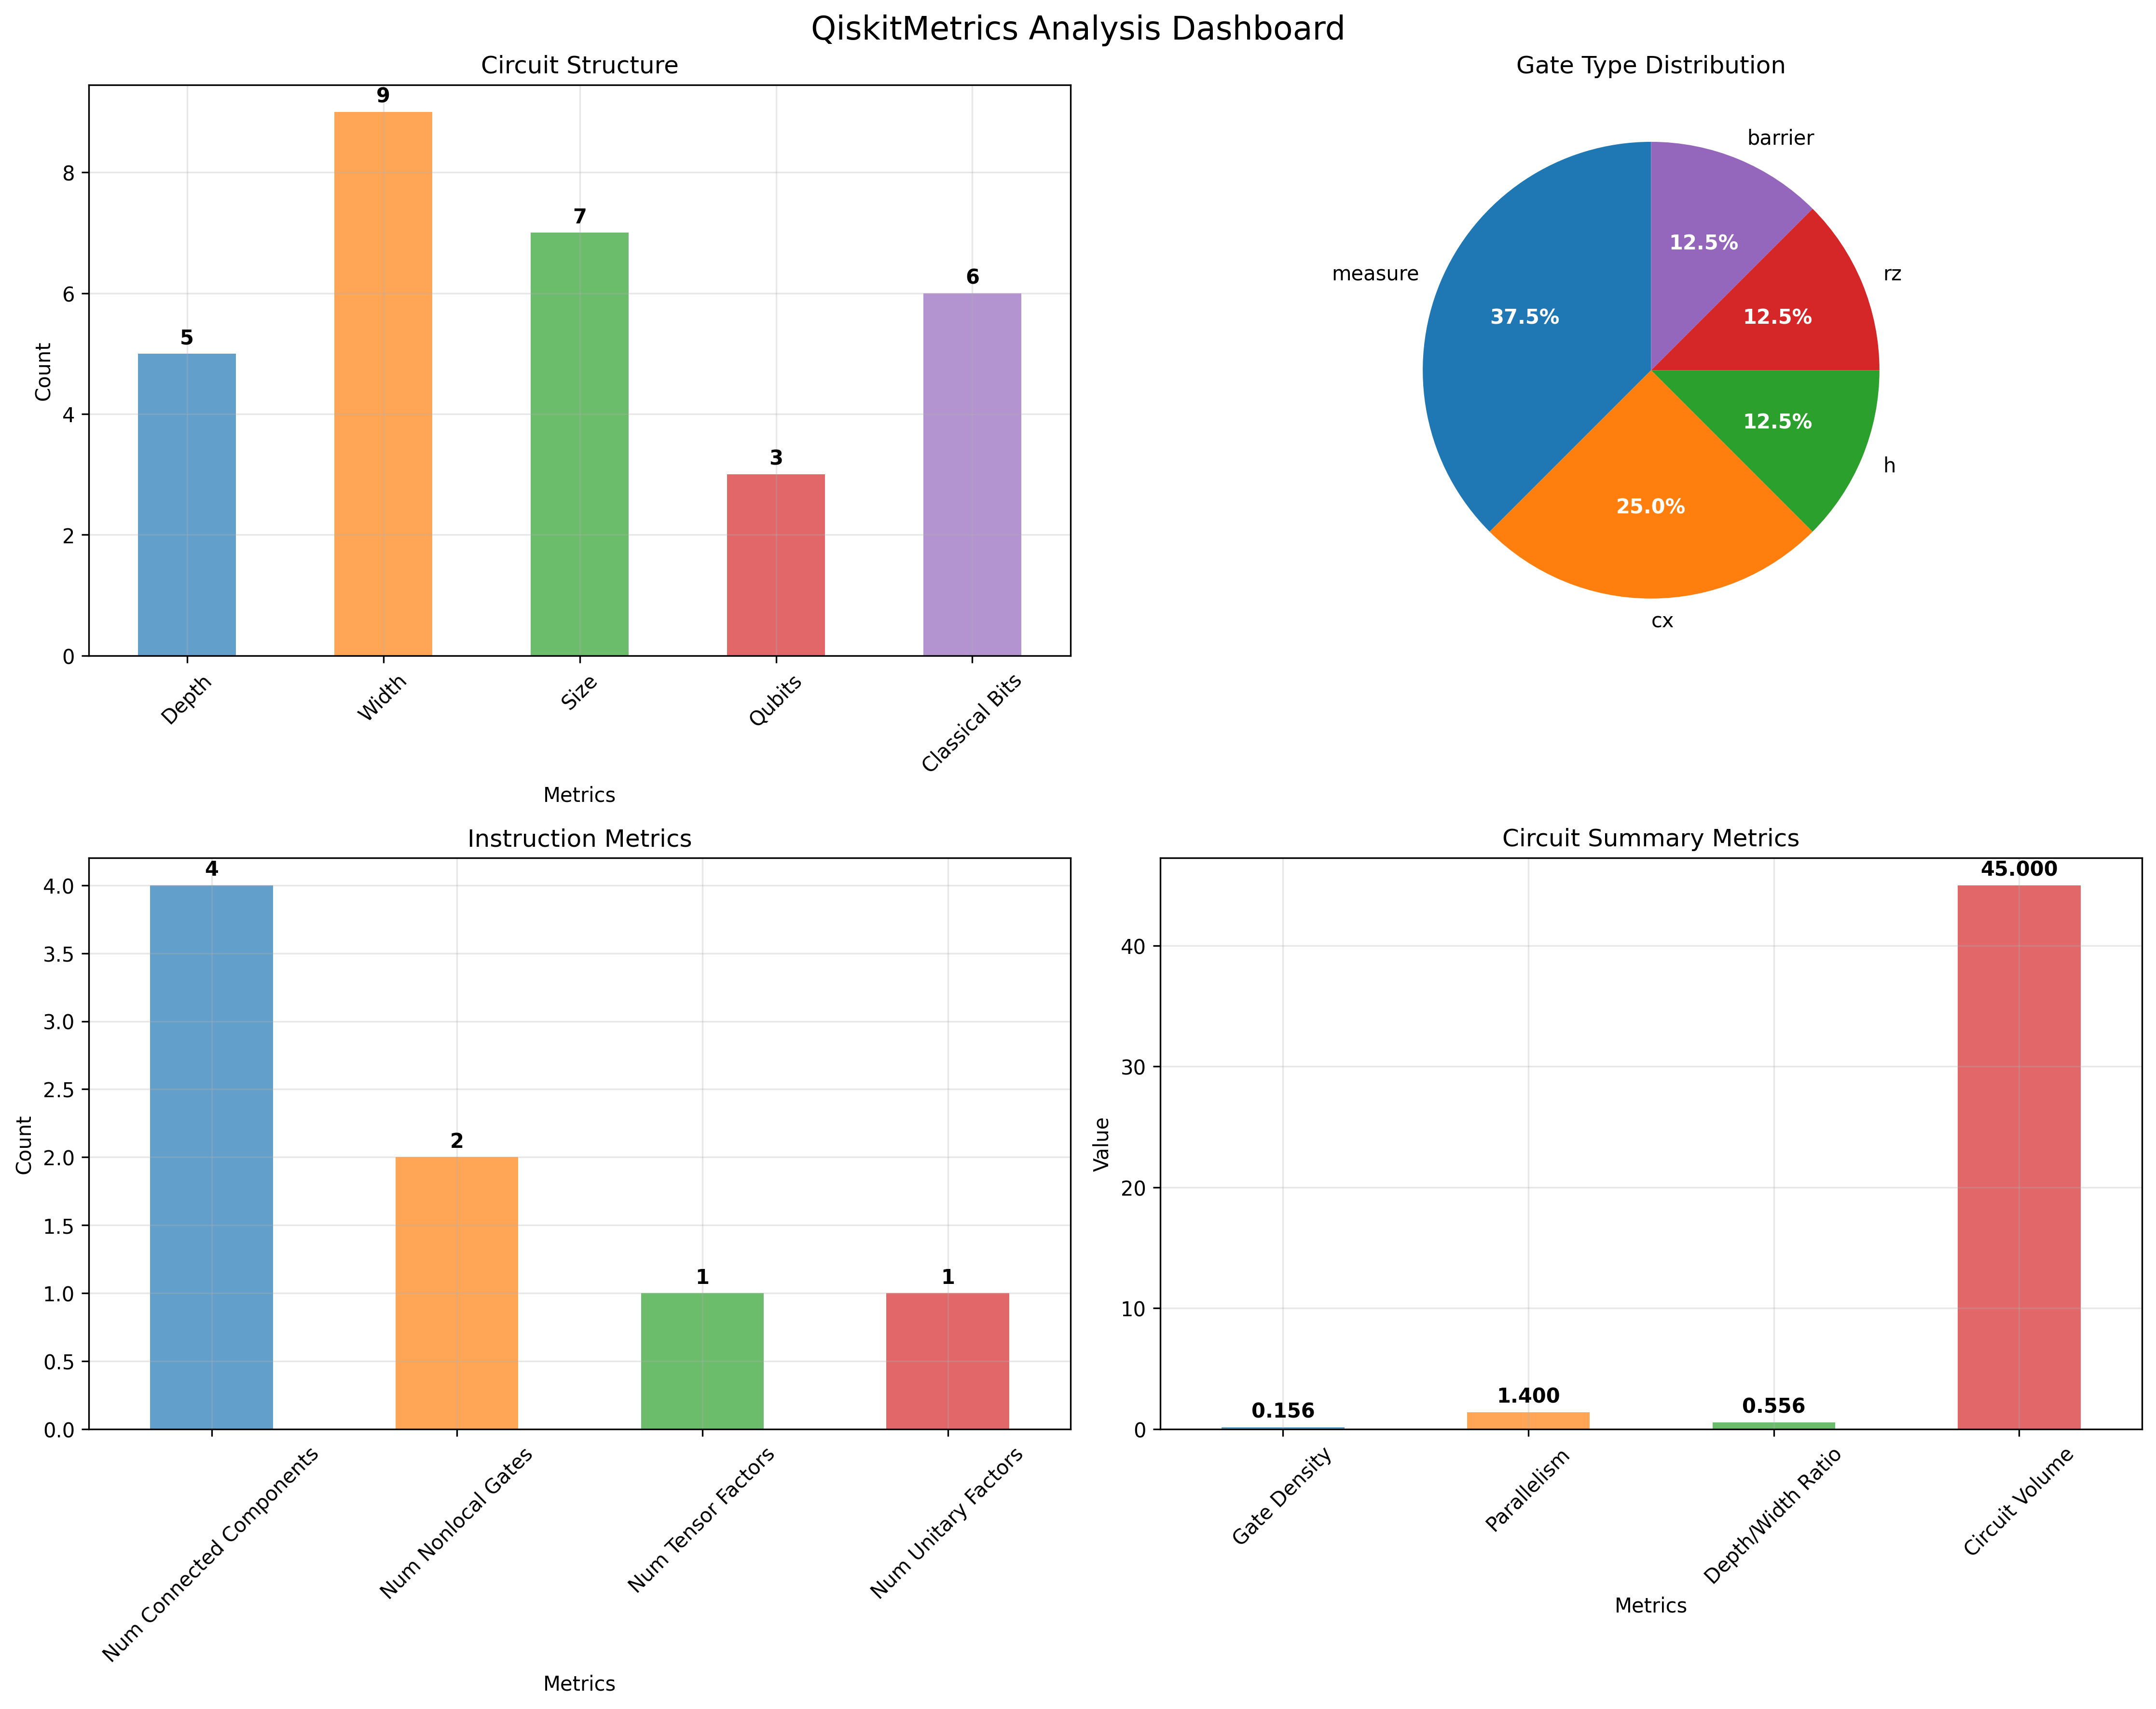 QiskitMetrics Analysis Dashboard
Circuit Structure
Count
8
6
4
2
0
9
7
5
3
6
Depth
Width
Size
Qubits
Classical Bits
Metrics
Gate Type Distribution
barrier
rz
h
cx
measure
12.5%
12.5%
12.5%
25.0%
37.5%
Instruction Metrics
Count
4.0
3.5
3.0
2.5
2.0
1.5
1.0
0.5
0.0
4
2
1
1
Num Connected Components
Num Nonlocal Gates
Num Tensor Factors
Num Unitary Factors
Metrics
Circuit Summary Metrics
Value
40
30
20
10
0
0.156
1.400
0.556
45.000
Gate Density
Parallelism
Depth/Width Ratio
Circuit Volume
Metrics